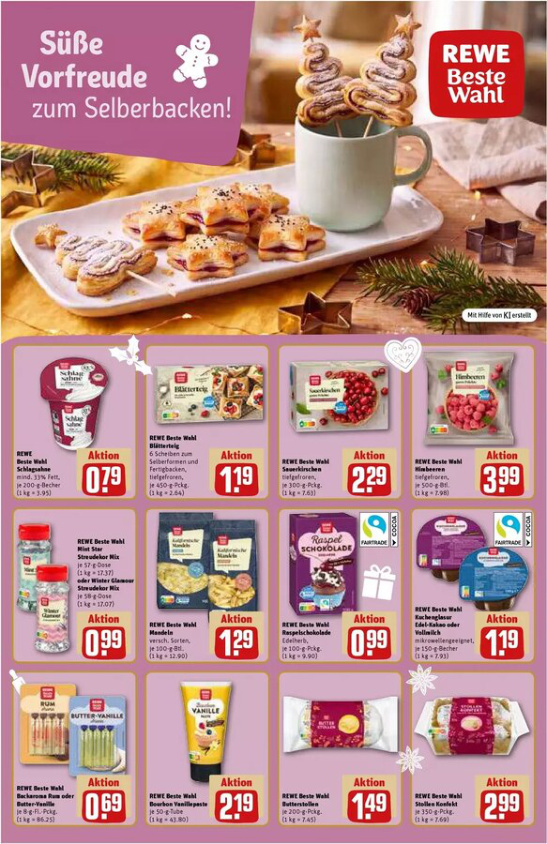 Süße
Vorfreude
zum Selberbacken!
REWE
Beste
Wahl
Mit Hilfe von KI erstellt
REWE
Beste Wahl
Schlagsahne
mind. 33% Fett,
je 200-g-Becher
(1 kg = 3.95)
Aktion
0.79
Blätterteig
REWE Beste Wahl
Blätterteig
6 Scheiben zum
Selberformen und
Fertigbacken,
tiefgefroren,
je 450-g-Pckg.
(1 kg = 2.64)
Aktion
1.19
Sauerkirschen
REWE Beste Wahl
Sauerkirschen
tiefgefroren,
je 300-g-Pckg.
(1 kg = 7.63)
Aktion
2.29
Himbeeren
REWE Beste Wahl
Himbeeren
tiefgefroren,
je 500-g-Btl.
(1 kg = 7.98)
Aktion
3.99
Mint Star
Winter
Glamour
REWE Beste Wahl
Mint Star
Streudekor Mix
je 57-g-Dose
(1 kg = 17.37)
oder Winter Glamour
Streudekor Mix
je 58-g-Dose
(1 kg = 17.07)
Aktion
0.99
Kalifornische
Mandeln
Kalifornische
Mandeln
REWE Beste Wahl
Mandeln
versch. Sorten,
je 100-g-Btl.
(1 kg = 12.90)
Aktion
1.29
Raspel
SCHOKOLADE
FAIRTRADE
COCOA
REWE Beste Wahl
Raspelschokolade
Edelherb,
je 100-g-Pckg.
(1 kg = 9.90)
Aktion
0.99
FAIRTRADE
COCOA
REWE Beste Wahl
Kuchenglasur
Edel-Kakao oder
Vollmilch
mikrowellengeeignet,
je 150-g-Becher
(1 kg = 7.93)
Aktion
1.19
RUM
BUTTER-VANILLE
REWE Beste Wahl
Backaroma Rum oder
Butter-Vanille
je 8-g-Fl.-Pckg.
(1 kg = 86.25)
Aktion
0.69
Bourbon
VANILLE
PASTE
REWE Beste Wahl
Bourbon Vanillepaste
je 50-g-Tube
(1 kg = 43.80)
Aktion
2.19
BUTTER
STOLLEN
REWE Beste Wahl
Butterstollen
je 200-g-Pckg.
(1 kg = 7.45)
Aktion
1.49
STOLLEN
KONFEKT
REWE Beste Wahl
Stollen Konfekt
je 350-g-Pckg.
(1 kg = 7.69)
Aktion
2.99